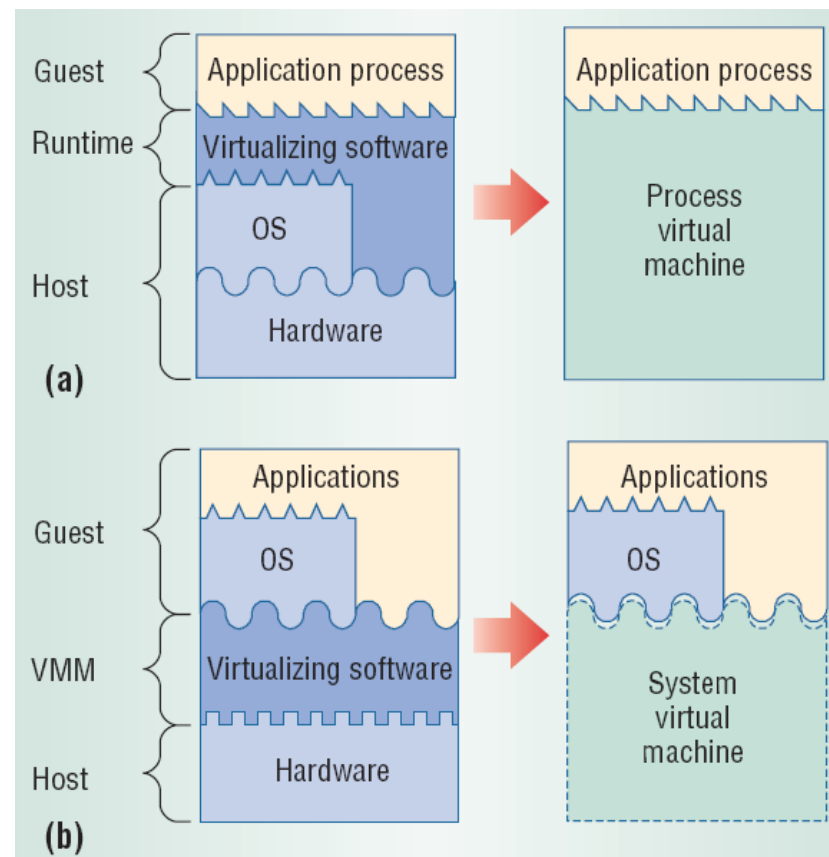 Guest
Application process
Runtime
Virtualizing software
OS
Host
Hardware
(a)
Application process
Process
virtual
machine
Guest
Applications
OS
VMM
Virtualizing software
Host
Hardware
(b)
Applications
OS
System
virtual
machine